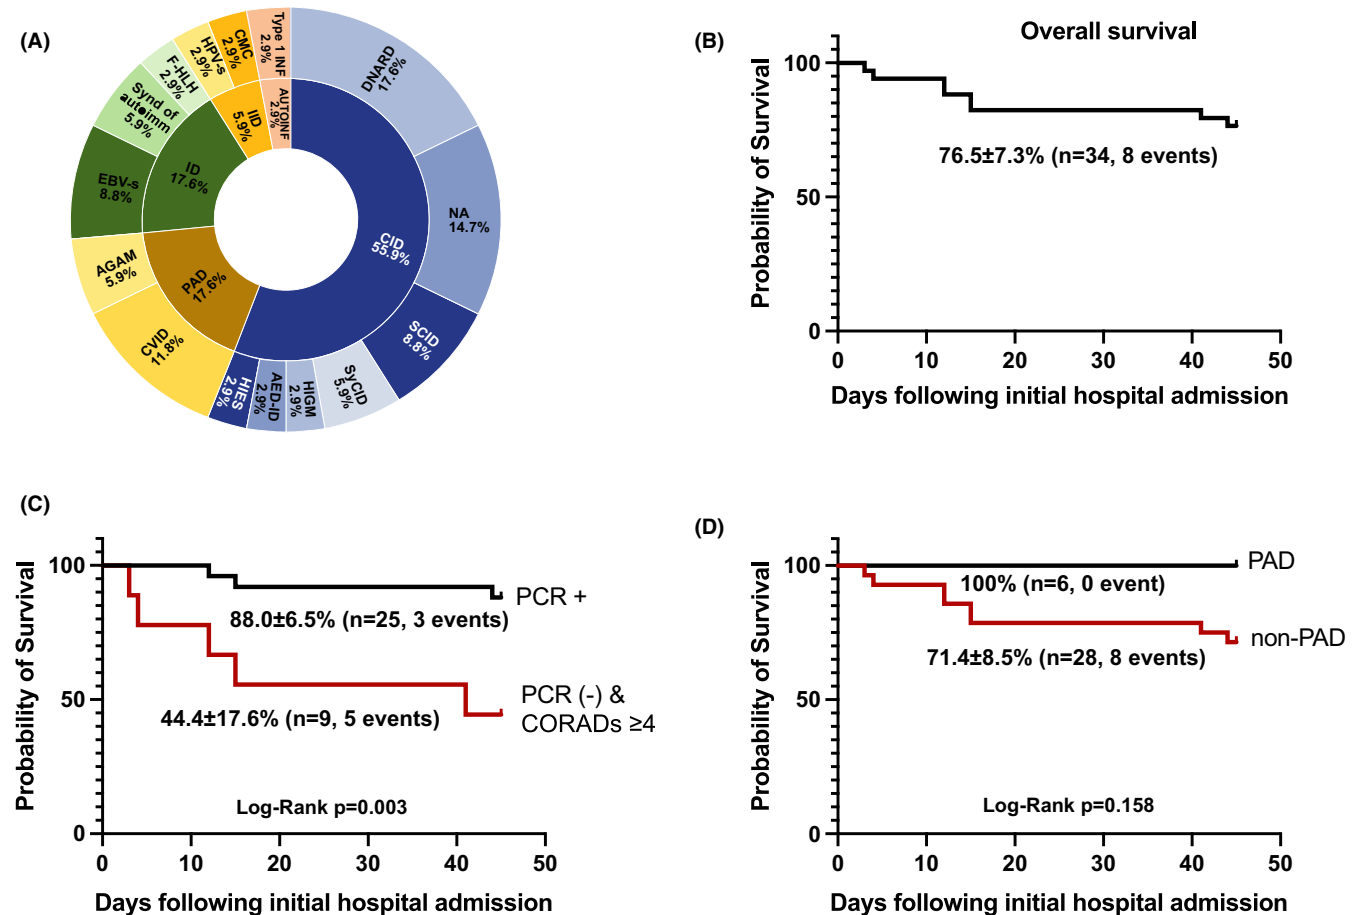 (A)
DNARD
17.6%
NA
14.7%
SCID
8.8%
SyCID
5.9%
HIGM
2.9%
AED-ID
2.9%
HIES
2.9%
CVID
11.8%
AGAM
5.9%
EBV-s
8.8%
Synd of
autoimm
5.9%
F-HLH
2.9%
HPV-s
2.9%
CMC
2.9%
Type 1 INF
2.9%
CID
55.9%
PAD
17.6%
ID
17.6%
IID
5.9%
AUTOINF
2.9%
(B)
Overall survival
Probability of Survival
100
50
0
76.5±7.3% (n=34, 8 events)
0 10 20 30 40 50
Days following initial hospital admission
(C)
Probability of Survival
100
50
0
PCR +
88.0±6.5% (n=25, 3 events)
PCR (-) &
CORADs ≥4
44.4±17.6% (n=9, 5 events)
Log-Rank p=0.003
0 10 20 30 40 50
Days following initial hospital admission
(D)
Probability of Survival
100
50
0
PAD
100% (n=6, 0 event)
non-PAD
71.4±8.5% (n=28, 8 events)
Log-Rank p=0.158
0 10 20 30 40 50
Days following initial hospital admission